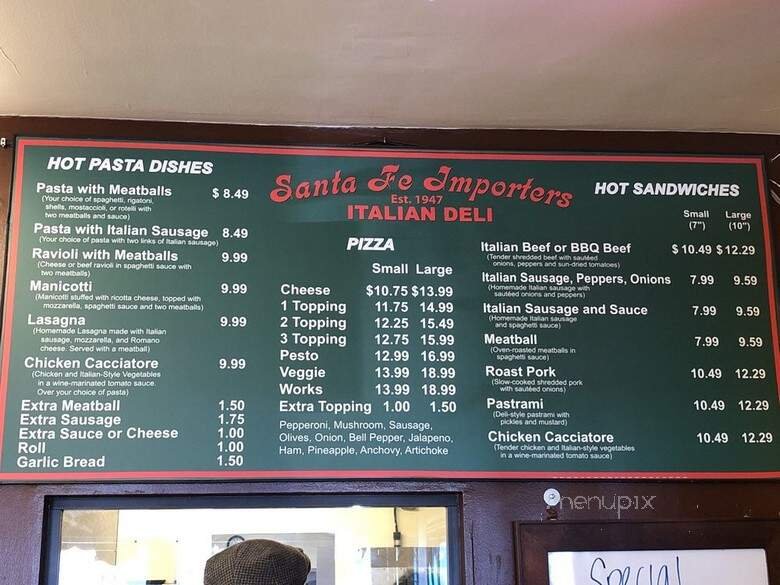 Santa Fe Importers
Est. 1947
ITALIAN DELI
HOT PASTA DISHES
Pasta with Meatballs $ 8.49
(Your choice of spaghetti, rigatoni,
shells, mostaccioli, or rotelli with
two meatballs and sauce)
Pasta with Italian Sausage 8.49
(Your choice of pasta with two links of Italian sausage)
Ravioli with Meatballs 9.99
(Cheese or beef ravioli in spaghetti sauce with
two meatballs)
Manicotti 9.99
(Manicotti stuffed with ricotta cheese, topped with
mozzarella, spaghetti sauce and two meatballs)
Lasagna 9.99
(Homemade Lasagna made with Italian
sausage, mozzarella, and Romano
cheese. Served with a meatball)
Chicken Cacciatore 9.99
(Chicken and Italian-Style Vegetables
in a wine-marinated tomato sauce.
Over your choice of pasta)
Extra Meatball 1.50
Extra Sausage 1.75
Extra Sauce or Cheese 1.00
Roll 1.00
Garlic Bread 1.50
PIZZA
Small Large
Cheese $10.75 $13.99
1 Topping 11.75 14.99
2 Topping 12.25 15.49
3 Topping 12.75 15.99
Pesto 12.99 16.99
Veggie 13.99 18.99
Works 13.99 18.99
Extra Topping 1.00 1.50
Pepperoni, Mushroom, Sausage,
Olives, Onion, Bell Pepper, Jalapeno,
Ham, Pineapple, Anchovy, Artichoke
HOT SANDWICHES
Small Large
(7") (10")
Italian Beef or BBQ Beef $ 10.49 $ 12.29
(Tender shredded beef with sautéed
onions, peppers and sun-dried tomatoes)
Italian Sausage, Peppers, Onions 7.99 9.59
(Homemade Italian sausage with
sautéed onions and peppers)
Italian Sausage and Sauce 7.99 9.59
(Homemade Italian sausage
and spaghetti sauce)
Meatball 7.99 9.59
(Oven-roasted meatballs in
spaghetti sauce)
Roast Pork 10.49 12.29
(Slow-cooked shredded pork
with sautéed onions)
Pastrami 10.49 12.29
(Deli-style pastrami with
pickles and mustard)
Chicken Cacciatore 10.49 12.29
(Tender chicken and Italian-style vegetables
in a wine-marinated tomato sauce)
menupix
Special